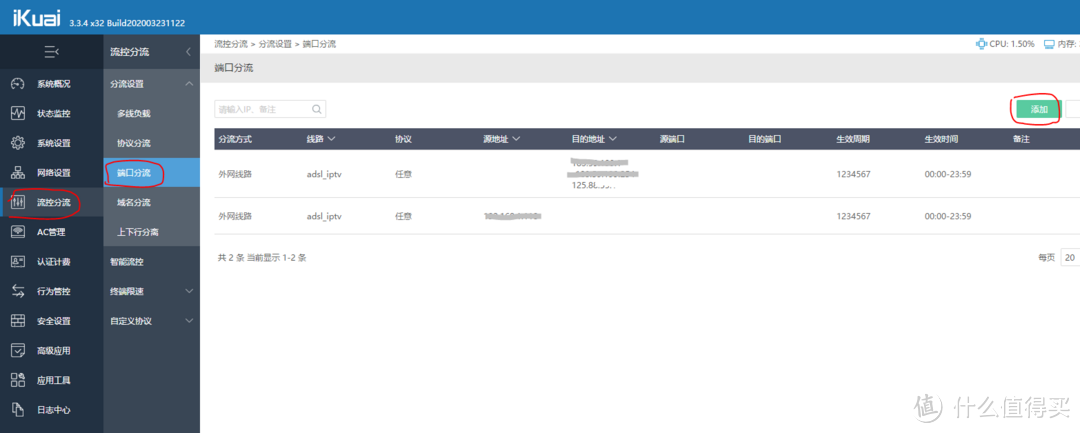 iKuai 3.3.4 x32 Build202003231122
流控分流
流控分流 > 分流设置 > 端口分流
CPU: 1.50% 内存:
系统概况
状态监控
系统设置
网络设置
流控分流
AC管理
认证计费
行为管控
安全设置
高级应用
应用工具
日志中心
分流设置
多线负载
协议分流
端口分流
域名分流
上下行分离
智能流控
终端限速
自定义协议
端口分流
请输入IP、备注
添加
分流方式 线路 协议 源地址 目的地址 源端口 目的端口 生效周期 生效时间 备注
外网线路 adsl_iptv 任意 1234567 00:00-23:59
外网线路 adsl_iptv 任意 1234567 00:00-23:59
共 2 条 当前显示 1-2 条
每页 20
值 什么值得买